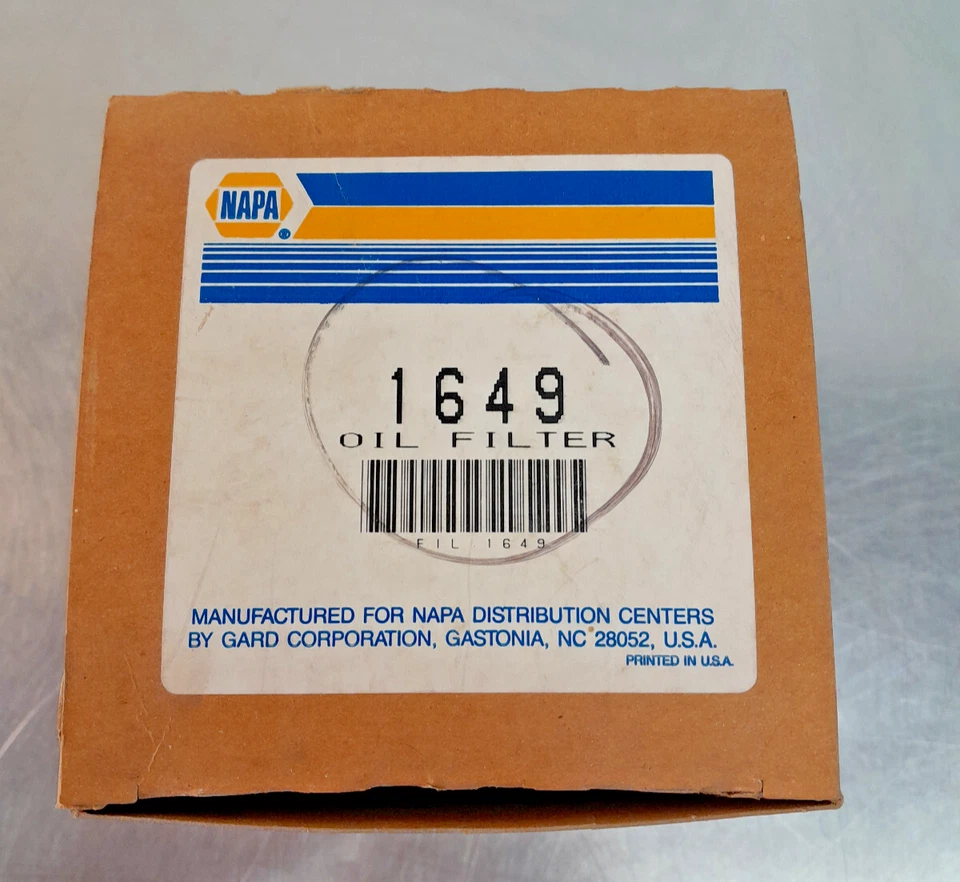 NAPA
®
1649
OIL FILTER
FIL 1649
MANUFACTURED FOR NAPA DISTRIBUTION CENTERS
BY GARD CORPORATION, GASTONIA, NC 28052, U.S.A.
PRINTED IN U.S.A.